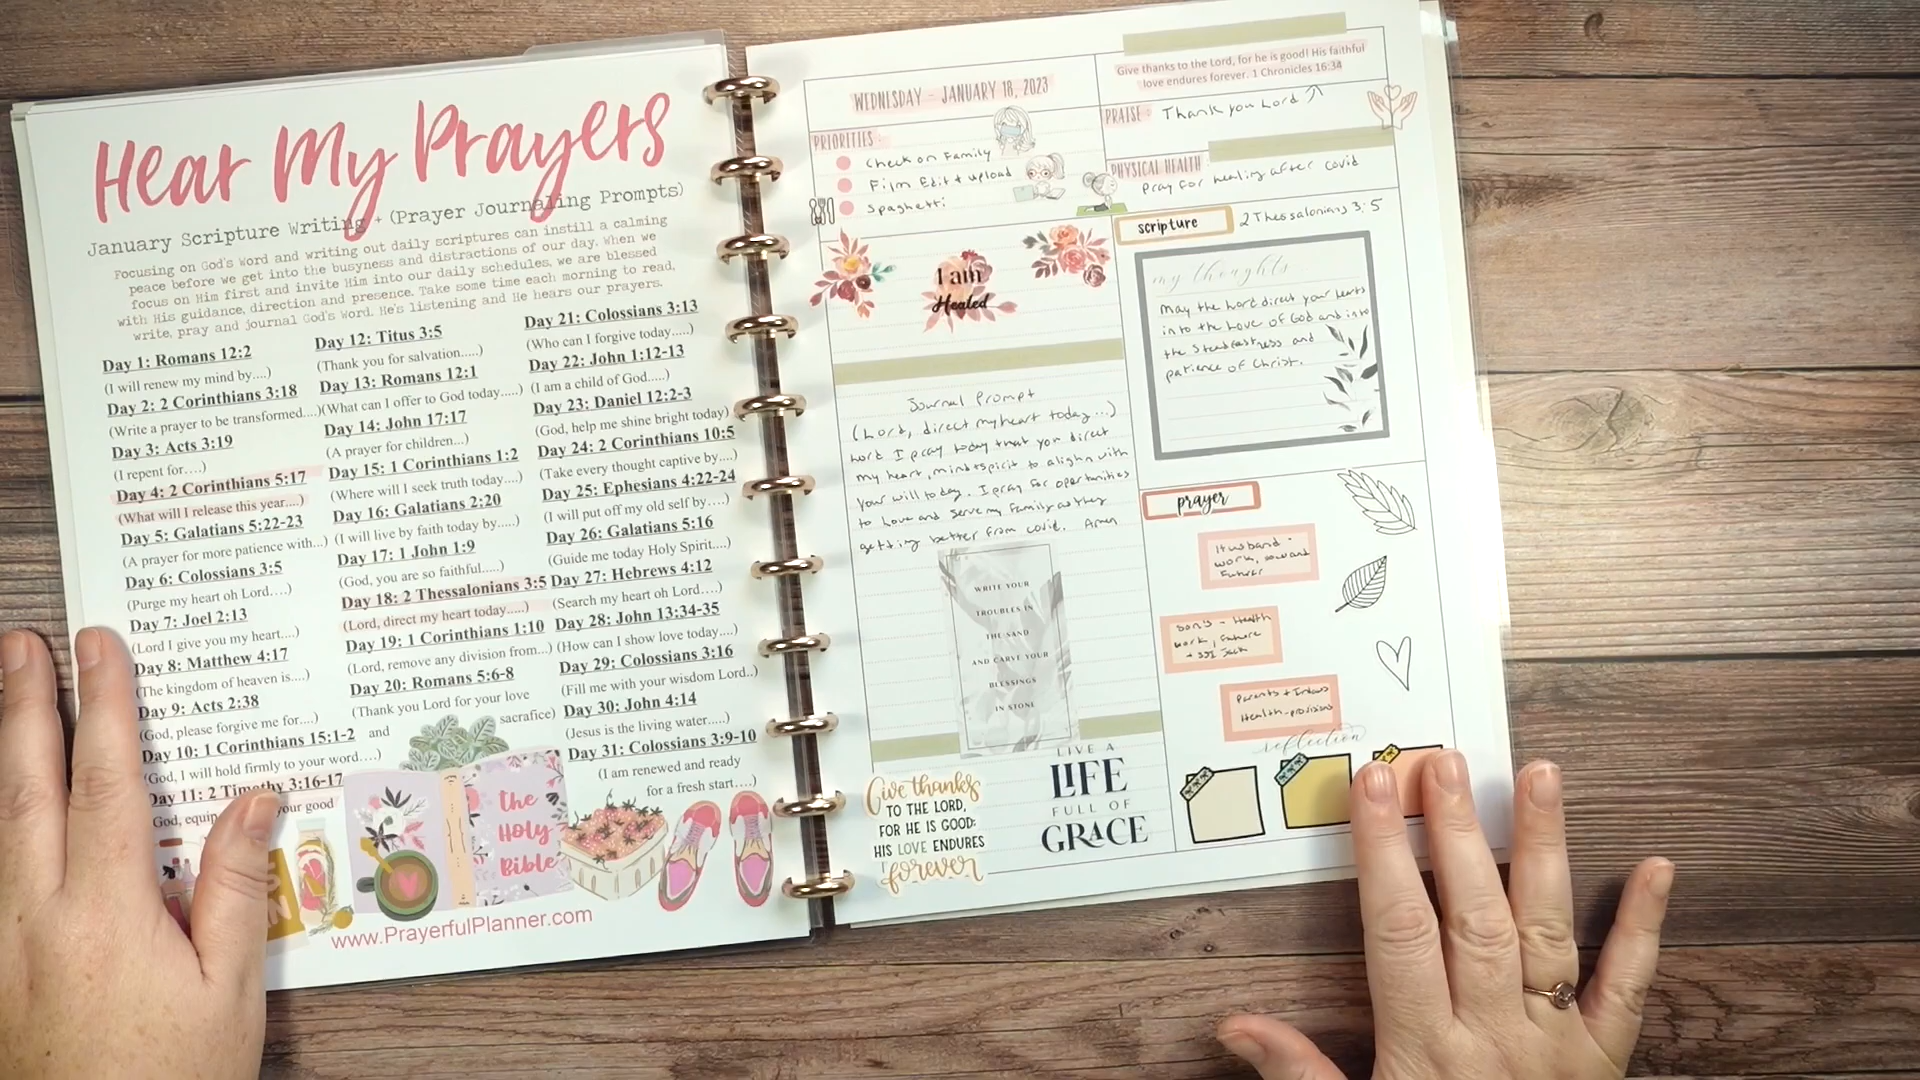 Hear My Prayers
January Scripture Writing + (Prayer Journaling Prompts)
Focusing on God's Word and writing out daily scriptures can instill a calming
peace before we get into the busyness and distractions of our day. When we
focus on Him first and invite Him into our daily schedules, we are blessed
with His guidance, direction and presence. Take some time each morning to read,
write, pray and journal God's Word. He's listening and He hears our prayers.
Day 1: Romans 12:2
(I will renew my mind by....)
Day 2: 2 Corinthians 3:18
(Write a prayer to be transformed....)
Day 3: Acts 3:19
(I repent for....)
Day 4: 2 Corinthians 5:17
(What will I release this year....)
Day 5: Galatians 5:22-23
(A prayer for more patience with...)
Day 6: Colossians 3:5
(Purge my heart oh Lord....)
Day 7: Joel 2:13
(Lord I give you my heart....)
Day 8: Matthew 4:17
(The kingdom of heaven is....)
Day 9: Acts 2:38
(God, please forgive me for....)
Day 10: 1 Corinthians 15:1-2 and
(God, I will hold firmly to your word....)
Day 11: 2 Timothy 3:16-17
God, equip your good
Day 12: Titus 3:5
(Thank you for salvation.....)
Day 13: Romans 12:1
(What can I offer to God today.....)
Day 14: John 17:17
(A prayer for children...)
Day 15: 1 Corinthians 1:2
(Where will I seek truth today....)
Day 16: Galatians 2:20
(I will live by faith today by.....)
Day 17: 1 John 1:9
(God, you are so faithful.....)
Day 18: 2 Thessalonians 3:5
(Lord, direct my heart today.....)
Day 19: 1 Corinthians 1:10
(Lord, remove any division from...)
Day 20: Romans 5:6-8
(Thank you Lord for your love
sacrifice)
Day 21: Colossians 3:13
(Who can I forgive today.....)
Day 22: John 1:12-13
(I am a child of God.....)
Day 23: Daniel 12:2-3
(God, help me shine bright today)
Day 24: 2 Corinthians 10:5
(Take every thought captive by....)
Day 25: Ephesians 4:22-24
(I will put off my old self by....)
Day 26: Galatians 5:16
(Guide me today Holy Spirit....)
Day 27: Hebrews 4:12
(Search my heart oh Lord....)
Day 28: John 13:34-35
(How can I show love today....)
Day 29: Colossians 3:16
(Fill me with your wisdom Lord..)
Day 30: John 4:14
(Jesus is the living water.....)
Day 31: Colossians 3:9-10
(I am renewed and ready
for a fresh start....)
the
Holy
Bible
www.PrayerfulPlanner.com
WEDNESDAY - JANUARY 18, 2023
PRIORITIES:
Check on Family
Film Edit + upload
Spaghetti
I am
Healed
Journal Prompt
(Lord, direct my heart today...)
Lord I pray today that you direct
my heart, mind + spirit to alighn with
your will today. I pray for oportunities
to Love and serve my Family as they
getting better from covid. Amen
WRITE YOUR
TROUBLES IN
THE SAND
AND CARVE YOUR
BLESSINGS
IN STONE
Give thanks
TO THE LORD,
FOR HE IS GOOD;
HIS LOVE ENDURES
forever
LIVE A
LIFE
FULL OF
GRACE
Give thanks to the Lord, for he is good! His faithful
love endures forever. 1 Chronicles 16:34
PRAISE: Thank you Lord
PHYSICAL HEALTH:
Pray for healing after covid
scripture 2 Thessalonians 3:5
my thoughts
May the Lord direct your hearts
into the Love of God and into
the steadfastness and
patience of Christ.
prayer
Husband -
work, and
Future
Son's - Health
work, Future
+ Jack
Parents + Inlaws
Health - provisions
reflection